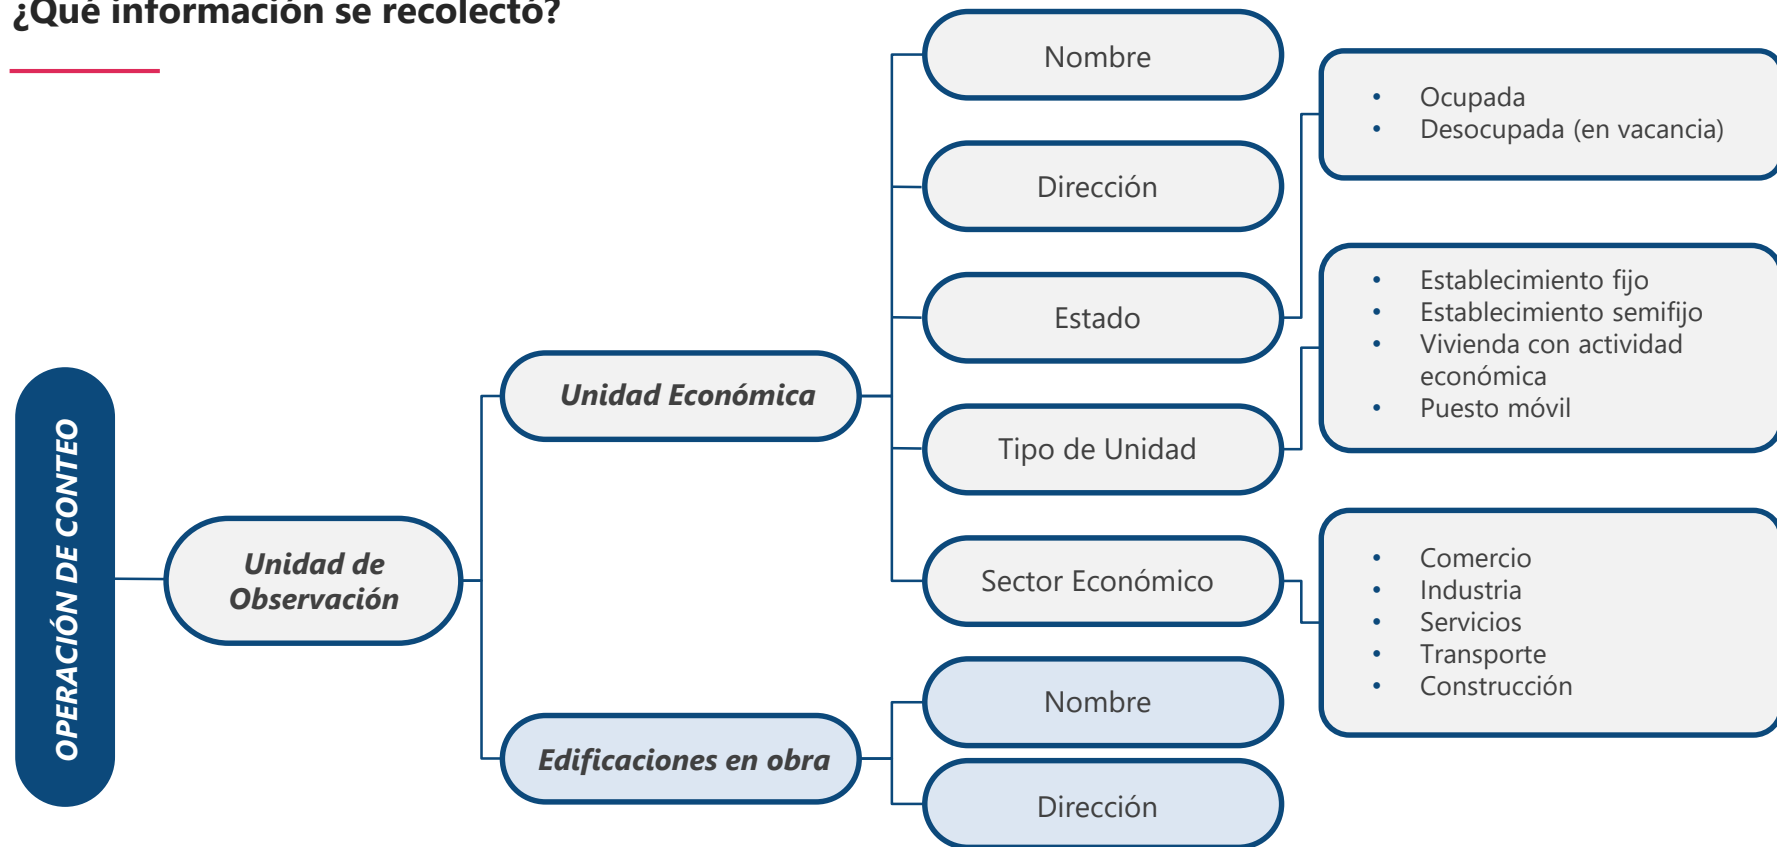 ¿Qué información se recolectó?
OPERACIÓN DE CONTEO
Unidad de
Observación
Unidad Económica
Nombre
Dirección
Estado
• Ocupada
• Desocupada (en vacancia)
Tipo de Unidad
• Establecimiento fijo
• Establecimiento semifijo
• Vivienda con actividad
económica
• Puesto móvil
Sector Económico
• Comercio
• Industria
• Servicios
• Transporte
• Construcción
Edificaciones en obra
Nombre
Dirección